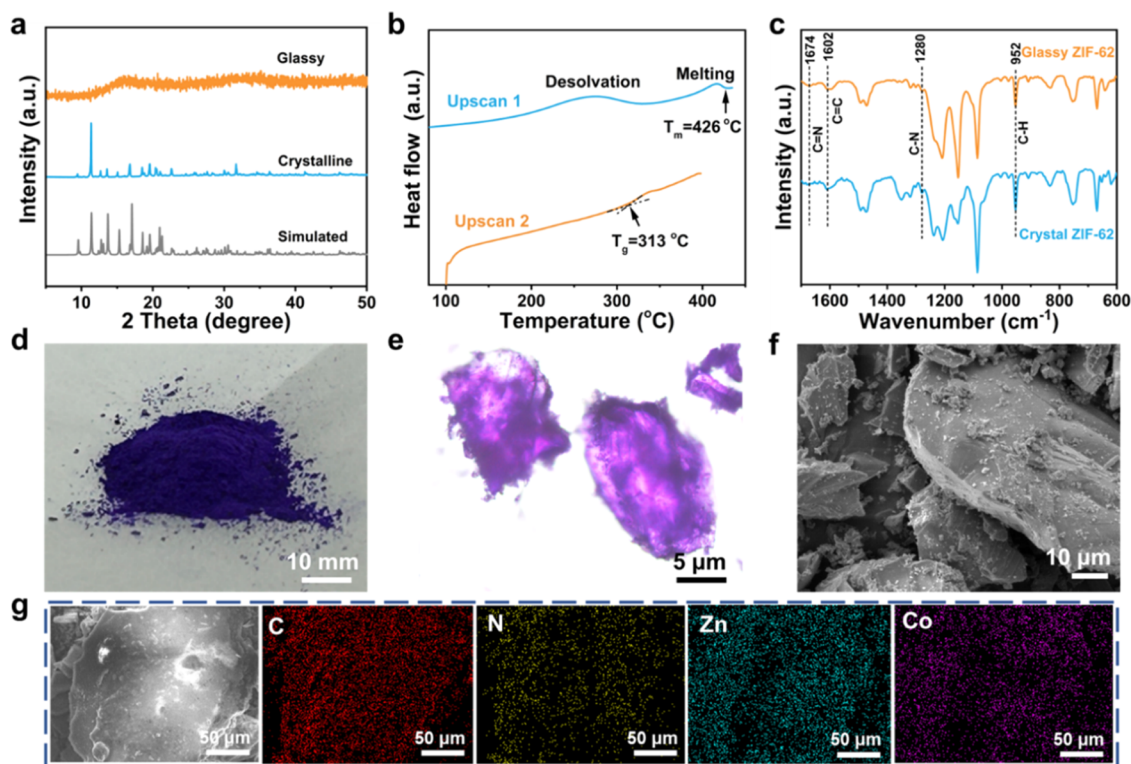 a
Glassy
Crystalline
Simulated
Intensity (a.u.)
10 20 30 40 50
2 Theta (degree)
b
Desolvation
Melting
Upscan 1
Tm=426 °C
Upscan 2
Tg=313 °C
Heat flow (a.u.)
100 200 300 400
Temperature (°C)
c
1674
1602
1280
952
Glassy ZIF-62
C=N
C=C
C-N
C-H
Crystal ZIF-62
Intensity (a.u.)
1600 1400 1200 1000 800 600
Wavenumber (cm-1)
d
10 mm
e
5 μm
f
10 μm
g
50 μm
C
50 μm
N
50 μm
Zn
50 μm
Co
50 μm